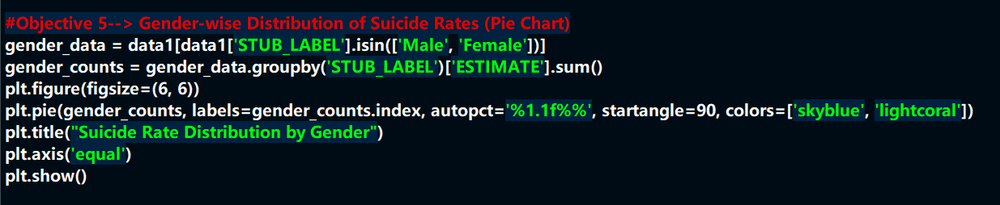 #Objective 5--> Gender-wise Distribution of Suicide Rates (Pie Chart)
gender_data = data1[data1['STUB_LABEL'].isin(['Male', 'Female'])]
gender_counts = gender_data.groupby('STUB_LABEL')['ESTIMATE'].sum()
plt.figure(figsize=(6, 6))
plt.pie(gender_counts, labels=gender_counts.index, autopct='%1.1f%%', startangle=90, colors=['skyblue', 'lightcoral'])
plt.title("Suicide Rate Distribution by Gender")
plt.axis('equal')
plt.show()